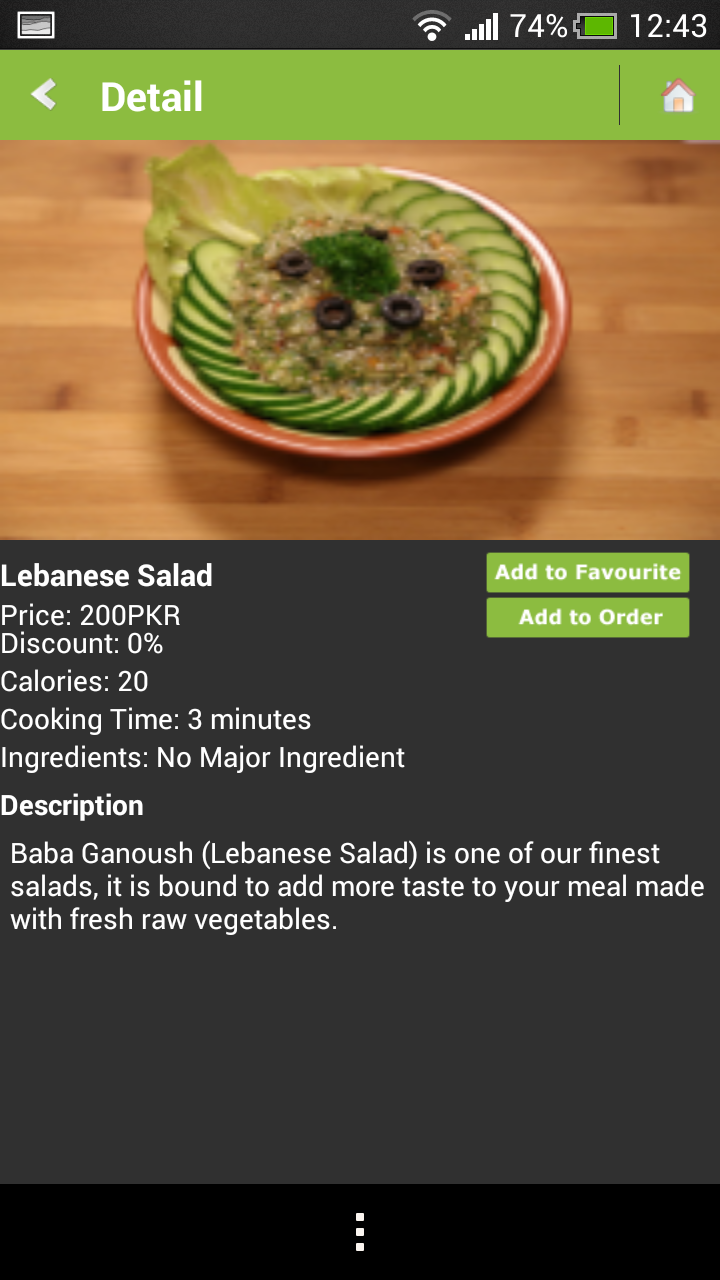 74% 12:43
Detail
Lebanese Salad
Add to Favourite
Price: 200PKR
Add to Order
Discount: 0%
Calories: 20
Cooking Time: 3 minutes
Ingredients: No Major Ingredient
Description
Baba Ganoush (Lebanese Salad) is one of our finest
salads, it is bound to add more taste to your meal made
with fresh raw vegetables.